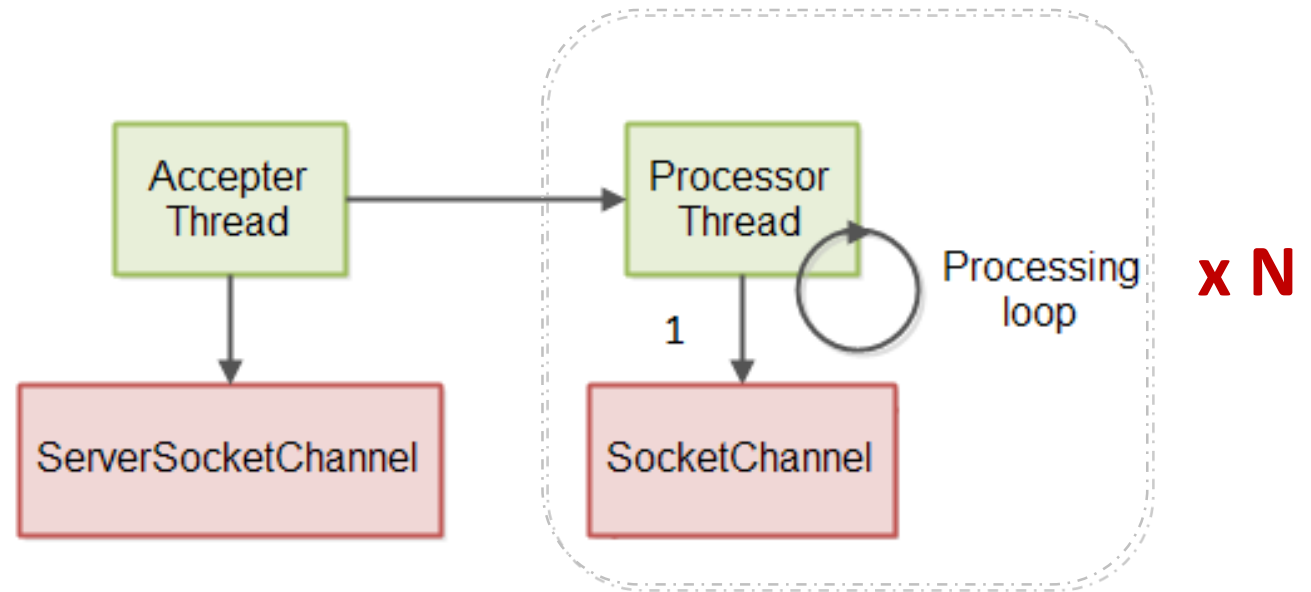 Accepter
Thread
Processor
Thread
Processing
loop
x N
1
ServerSocketChannel
SocketChannel